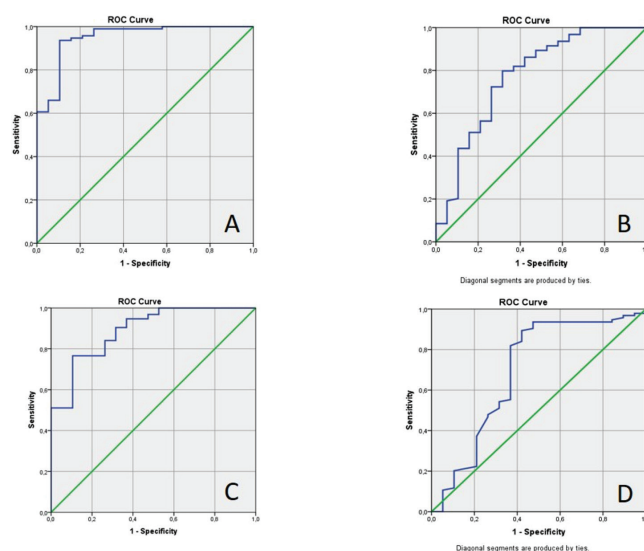 ROC Curve
1,0
0,8
0,6
0,4
0,2
0,0
Sensitivity
0,0 0,2 0,4 0,6 0,8 1,0
1 - Specificity
A
ROC Curve
1,0
0,8
0,6
0,4
0,2
0,0
Sensitivity
0,0 0,2 0,4 0,6 0,8 1,0
1 - Specificity
B
Diagonal segments are produced by ties.
ROC Curve
1,0
0,8
0,6
0,4
0,2
0,0
Sensitivity
0,0 0,2 0,4 0,6 0,8 1,0
1 - Specificity
C
ROC Curve
1,0
0,8
0,6
0,4
0,2
0,0
Sensitivity
0,0 0,2 0,4 0,6 0,8
1 - Specificity
D
Diagonal segments are produced by ties.